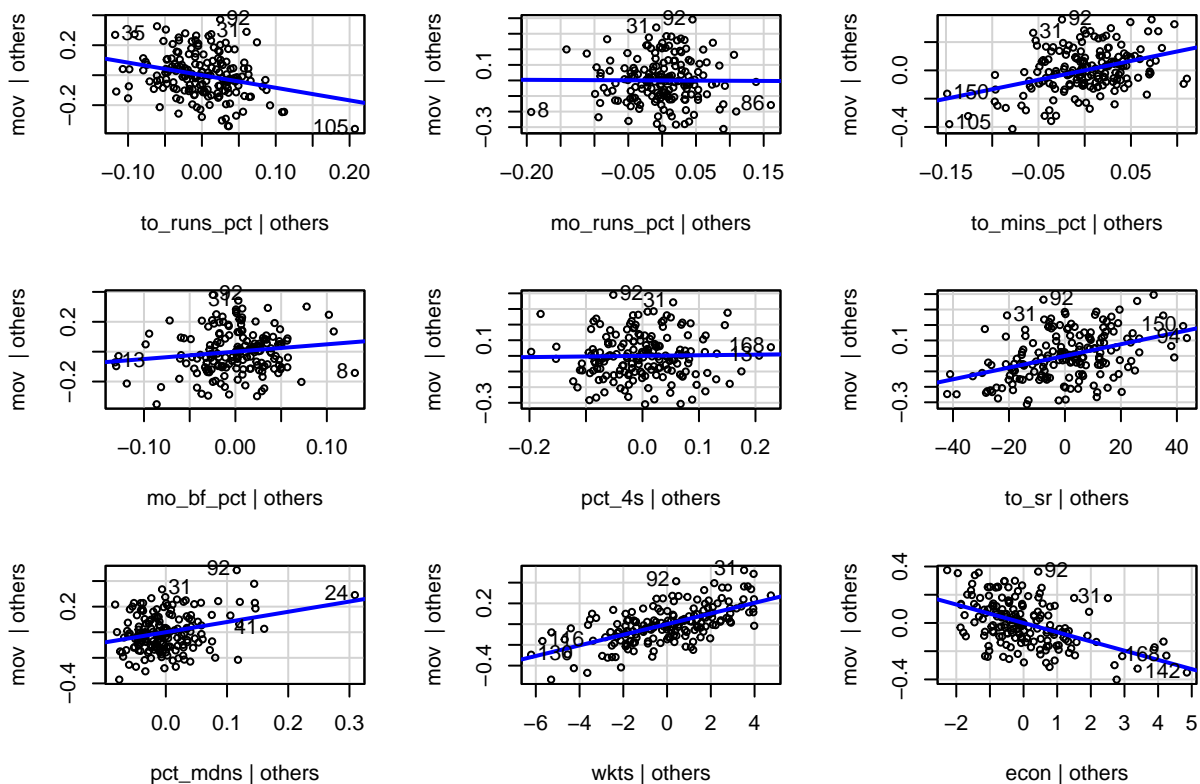 mov | others
0.2
−0.2
92
31
35
105
−0.10 0.00 0.10 0.20
to_runs_pct | others
mov | others
0.1
−0.3
92
31
8
86
−0.20 −0.05 0.05 0.15
mo_runs_pct | others
mov | others
0.0
−0.4
92
31
150
105
−0.15 −0.05 0.05
to_mins_pct | others
mov | others
0.2
−0.2
92
31
13
8
−0.10 0.00 0.10
mo_bf_pct | others
mov | others
0.1
−0.3
92
31
168
−0.2 0.0 0.1 0.2
pct_4s | others
mov | others
0.1
−0.3
92
31
150
−40 −20 0 20 40
to_sr | others
mov | others
0.2
−0.4
92
31
24
41
0.0 0.1 0.2 0.3
pct_mdns | others
mov | others
0.2
−0.4
31
92
−6 −4 −2 0 2 4
wkts | others
mov | others
0.4
0.0
−0.4
92
31
142
−2 0 1 2 3 4 5
econ | others